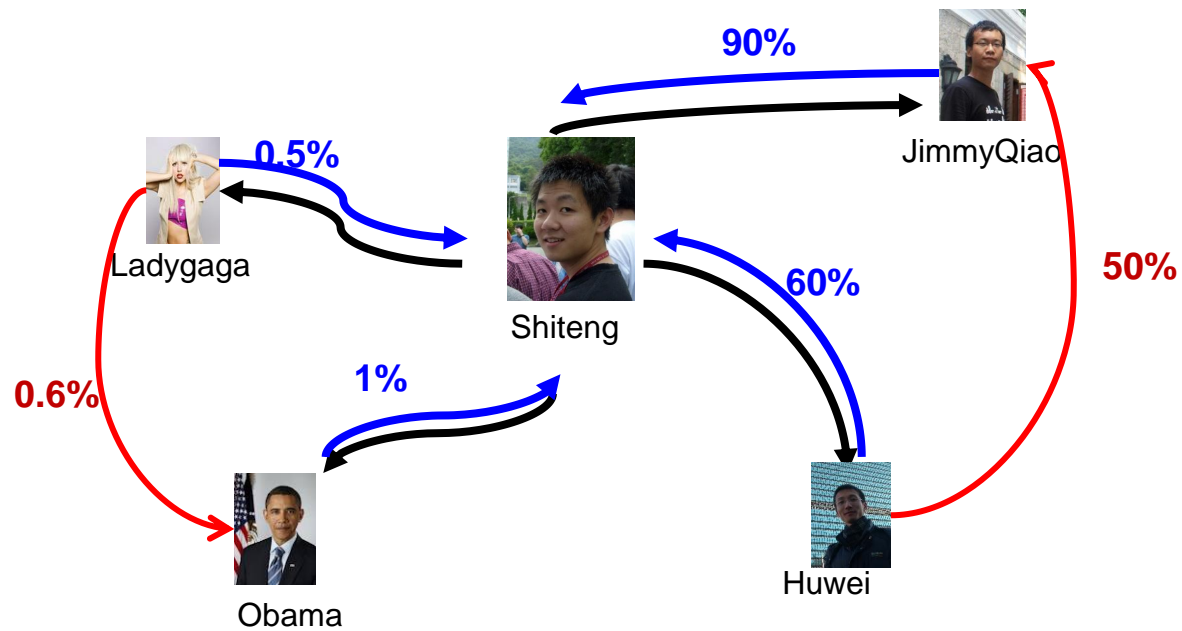 90%
JimmyQiao
0.5%
Ladygaga
50%
60%
Shiteng
1%
0.6%
Huwei
Obama